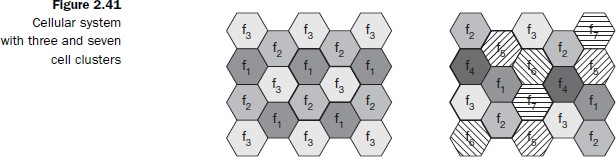 Figure 2.41
Cellular system
with three and seven
cell clusters
f3 f3 f3
f2 f2
f1 f1 f1
f3 f3
f2 f2 f2
f1 f1
f3 f3 f3
f2 f3 f7
f5 f2
f4 f6 f5
f1 f4
f3 f7 f1
f2 f3
f6 f5 f2